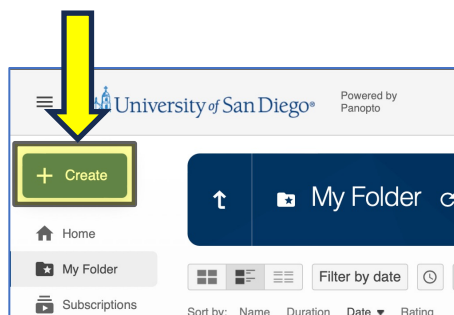 University of San Diego®
Powered by
Panopto
+ Create
My Folder
Home
My Folder
Subscriptions
Filter by date
Sort by: Name Duration Date ▼ Rating